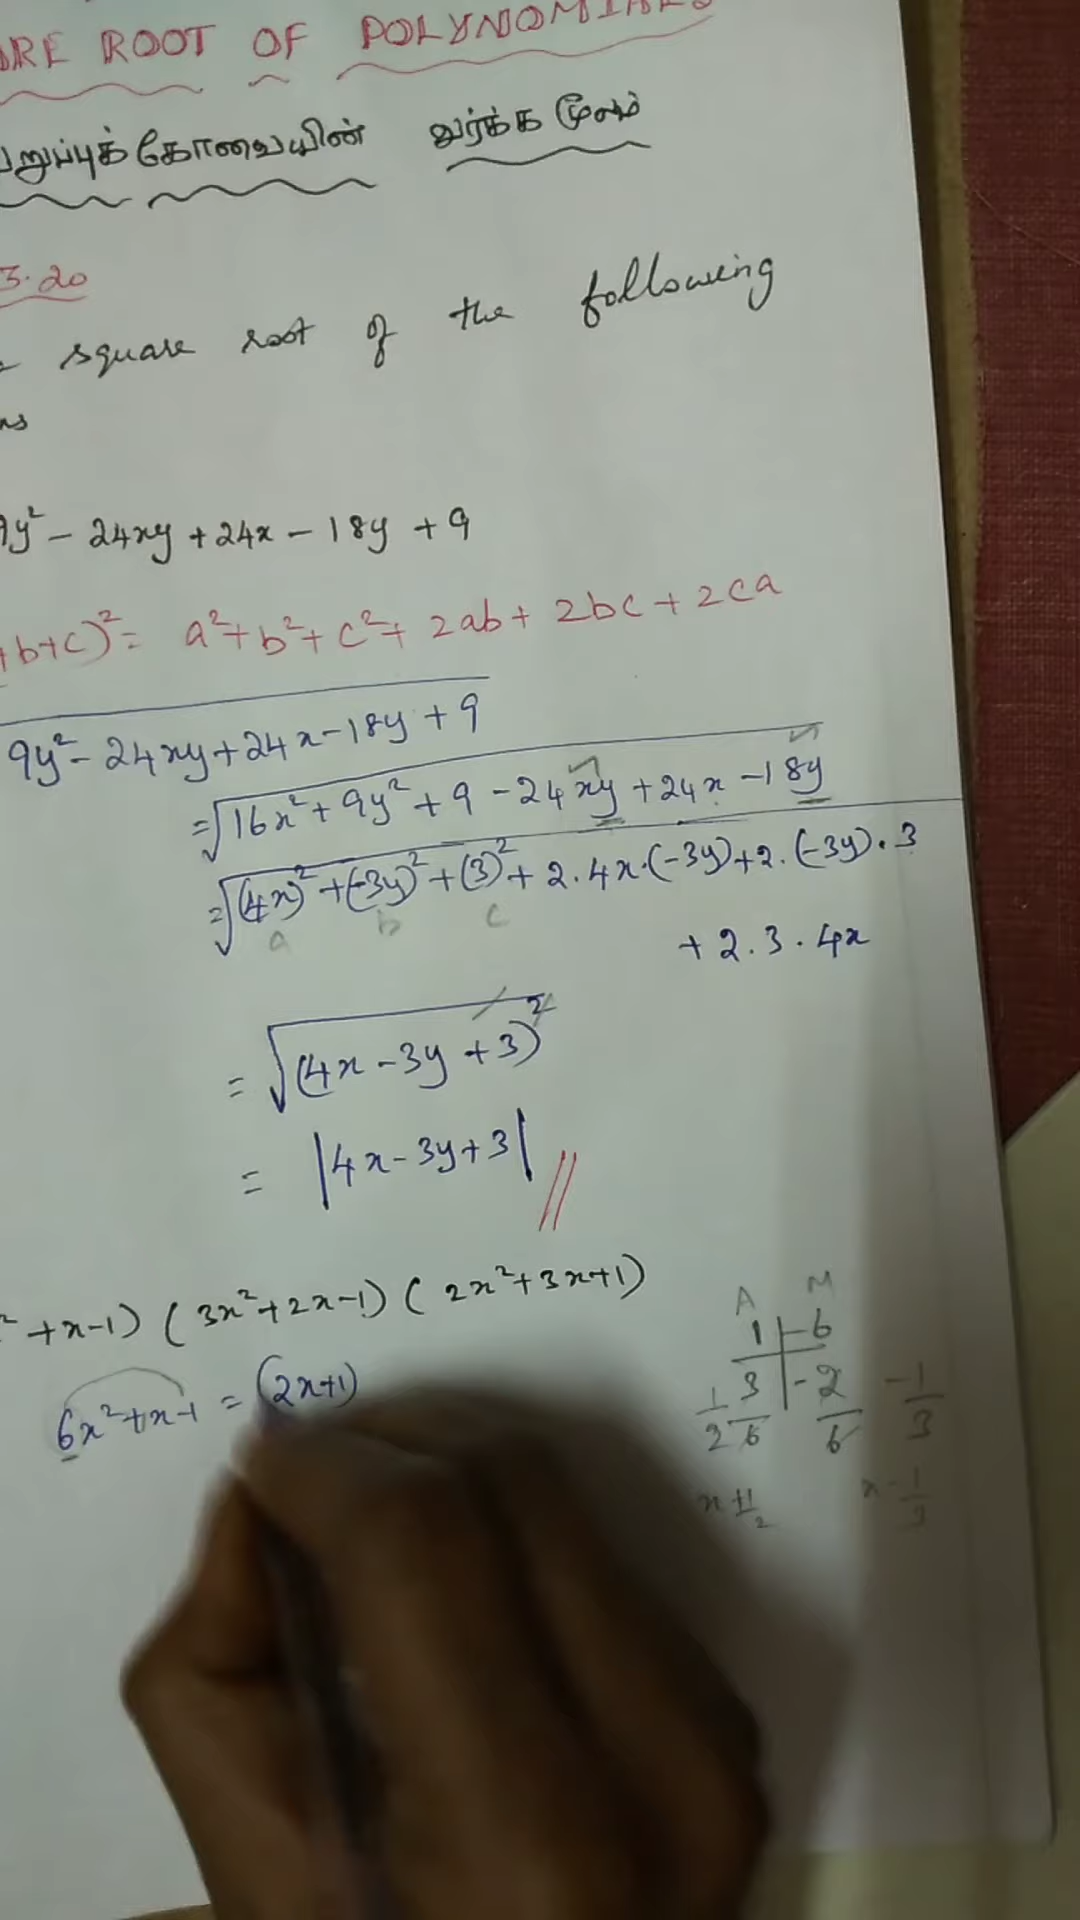 ROOT OF POLYNOMIALS
வர்க்க மூலம்
3.20
square root of the following
y² - 24xy + 24x - 18y + 9
+b+c)² = a²+b²+c²+ 2ab+ 2bc+ 2ca
9y² - 24xy+24x-18y+9
= √16x²+9y²+9-24xy+24x-18y
= √(4x)²+(-3y)²+(3)²+2.4x.(-3y)+2.(-3y).3
a b c
+ 2.3.4x
= √(4x-3y+3)²
= |4x-3y+3| //
² +x-1) (3x²+2x-1) (2x²+3x+1)
6x²+x-1 = (2x+1)
A M
1 -6
3 -2
1/2 6 6 -1/3
x+1/2 x-1/3